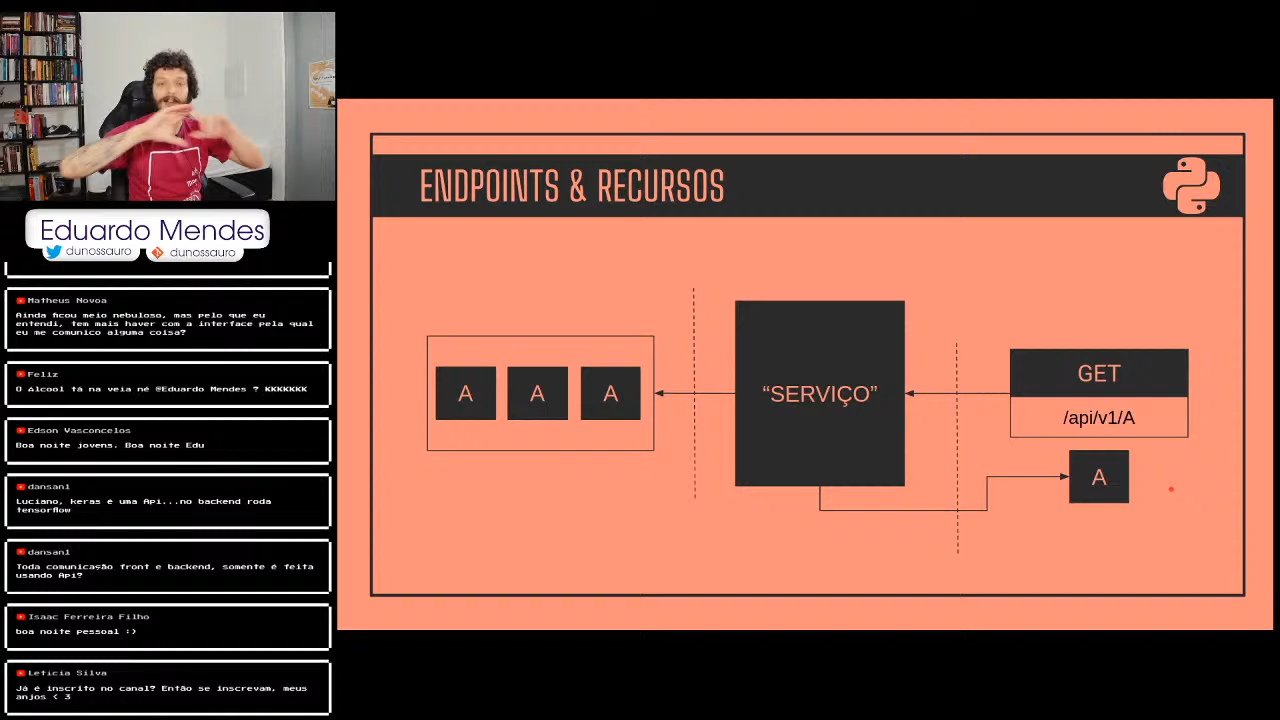 Eduardo Mendes
dunossauro
dunossauro
Matheus Novoa
Ainda ficou meio nebuloso, mas pelo que eu
entendi, tem mais haver com a interface pela qual
eu me comunico alguma coisa?
Feliz
O Álcool tá na veia né @Eduardo Mendes ? KKKKKKK
Edson Vasconcelos
Boa noite jovens. Boa noite Edu
dansan1
Luciano, keras é uma Api...no backend roda
tensorflow
dansan1
Toda comunicação front e backend, somente é feita
usando Api?
Isaac Ferreira Filho
boa noite pessoal :)
Leticia Silva
Já é inscrito no canal? Então se inscrevam, meus
anjos < 3
ENDPOINTS & RECURSOS
A A A
“SERVIÇO”
GET
/api/v1/A
A